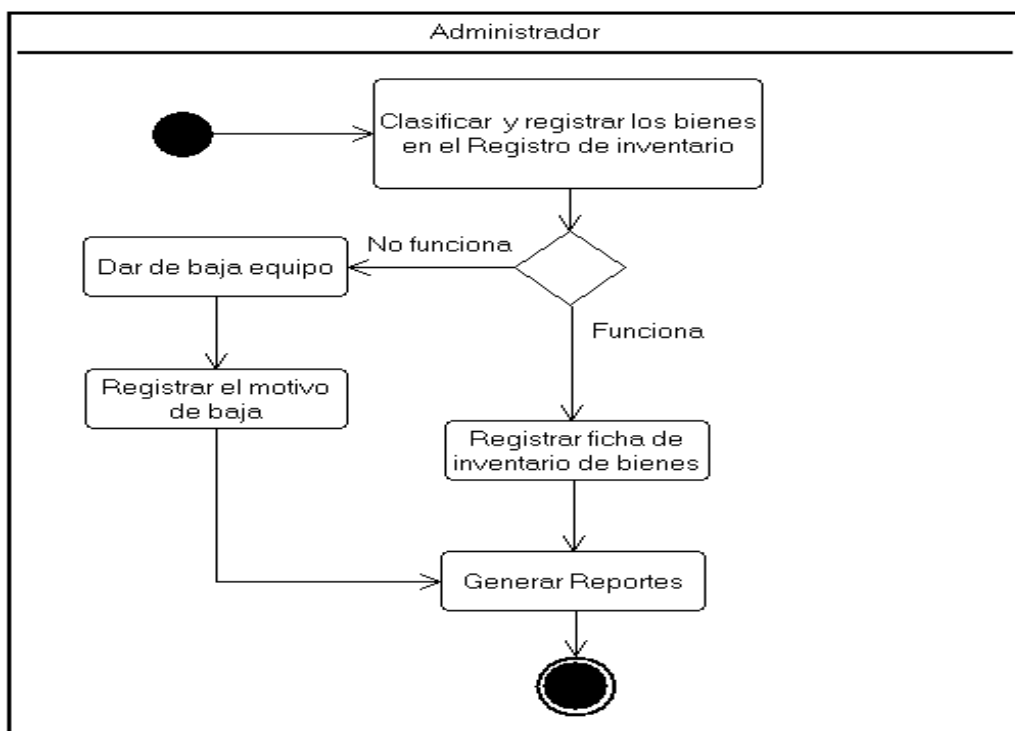 Administrador
Clasificar y registrar los bienes
en el Registro de inventario
No funciona
Dar de baja equipo
Funciona
Registrar el motivo
de baja
Registrar ficha de
inventario de bienes
Generar Reportes